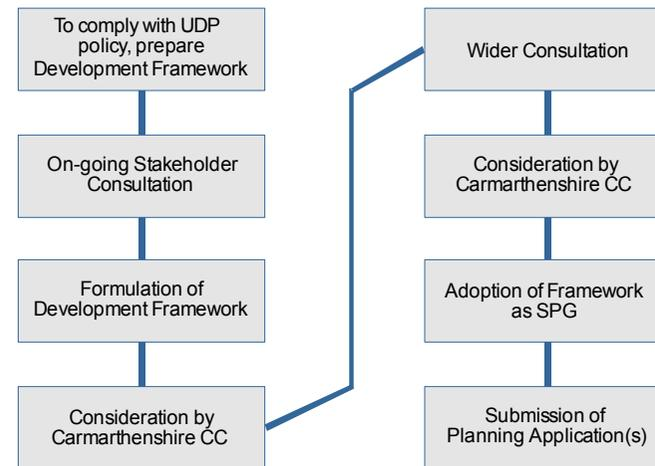 To comply with UDP
policy, prepare
Development Framework
On-going Stakeholder
Consultation
Formulation of
Development Framework
Consideration by
Carmarthenshire CC
Wider Consultation
Consideration by
Carmarthenshire CC
Adoption of Framework
as SPG
Submission of
Planning Application(s)